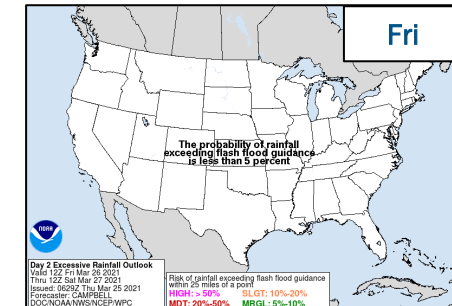 Fri
The probability of rainfall
exceeding flash flood guidance
is less than 5 percent
NOAA
Day 2 Excessive Rainfall Outlook
Valid 12Z Fri Mar 26 2021
Thru 12Z Sat Mar 27 2021
Issued: 0629Z Thu Mar 25 2021
Forecaster: CAMPBELL
DOC/NOAA/NWS/NCEP/WPC
Risk of rainfall exceeding flash flood guidance
within 25 miles of a point
HIGH: > 50% SLGT: 10%-20%
MDT: 20%-50% MRGL: 5%-10%